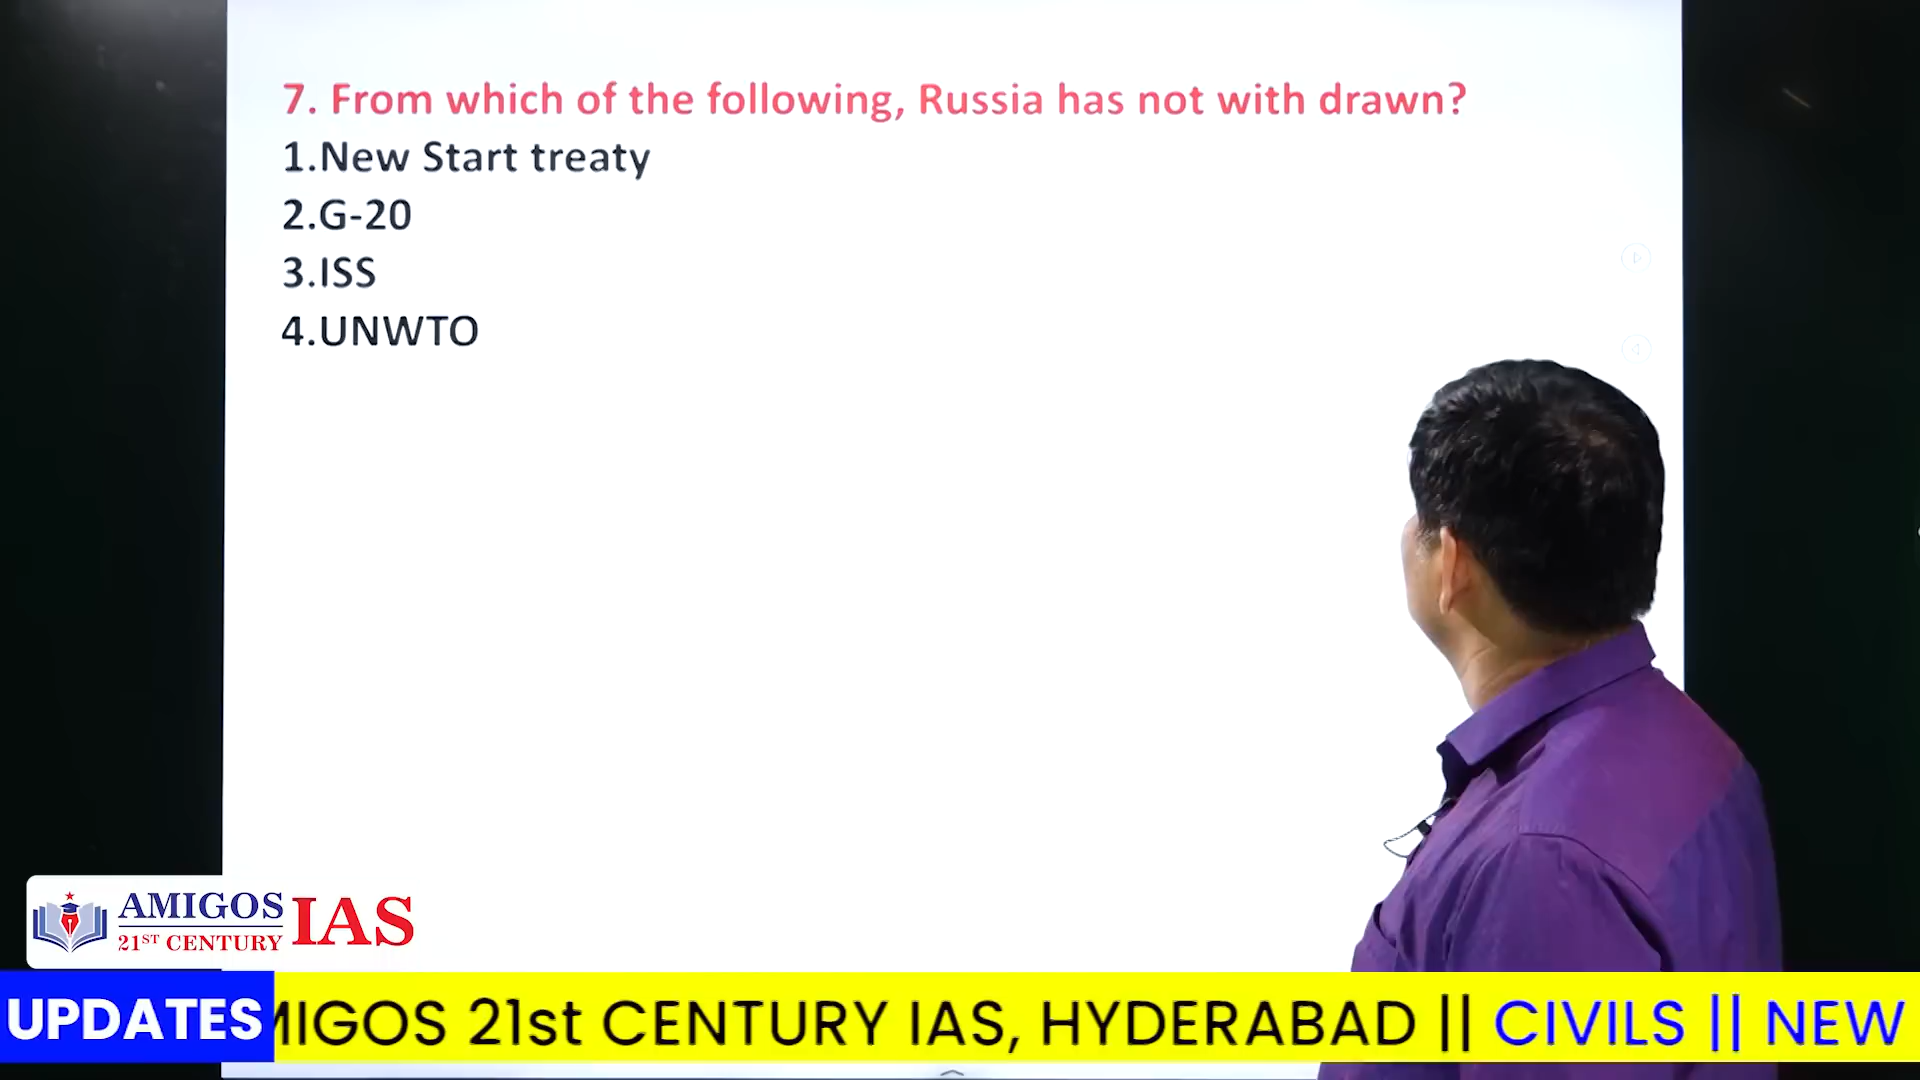 7. From which of the following, Russia has not with drawn?
1.New Start treaty
2.G-20
3.ISS
4.UNWTO
AMIGOS
21ST CENTURY
IAS
UPDATES
MIGOS 21st CENTURY IAS, HYDERABAD || CIVILS || NEW